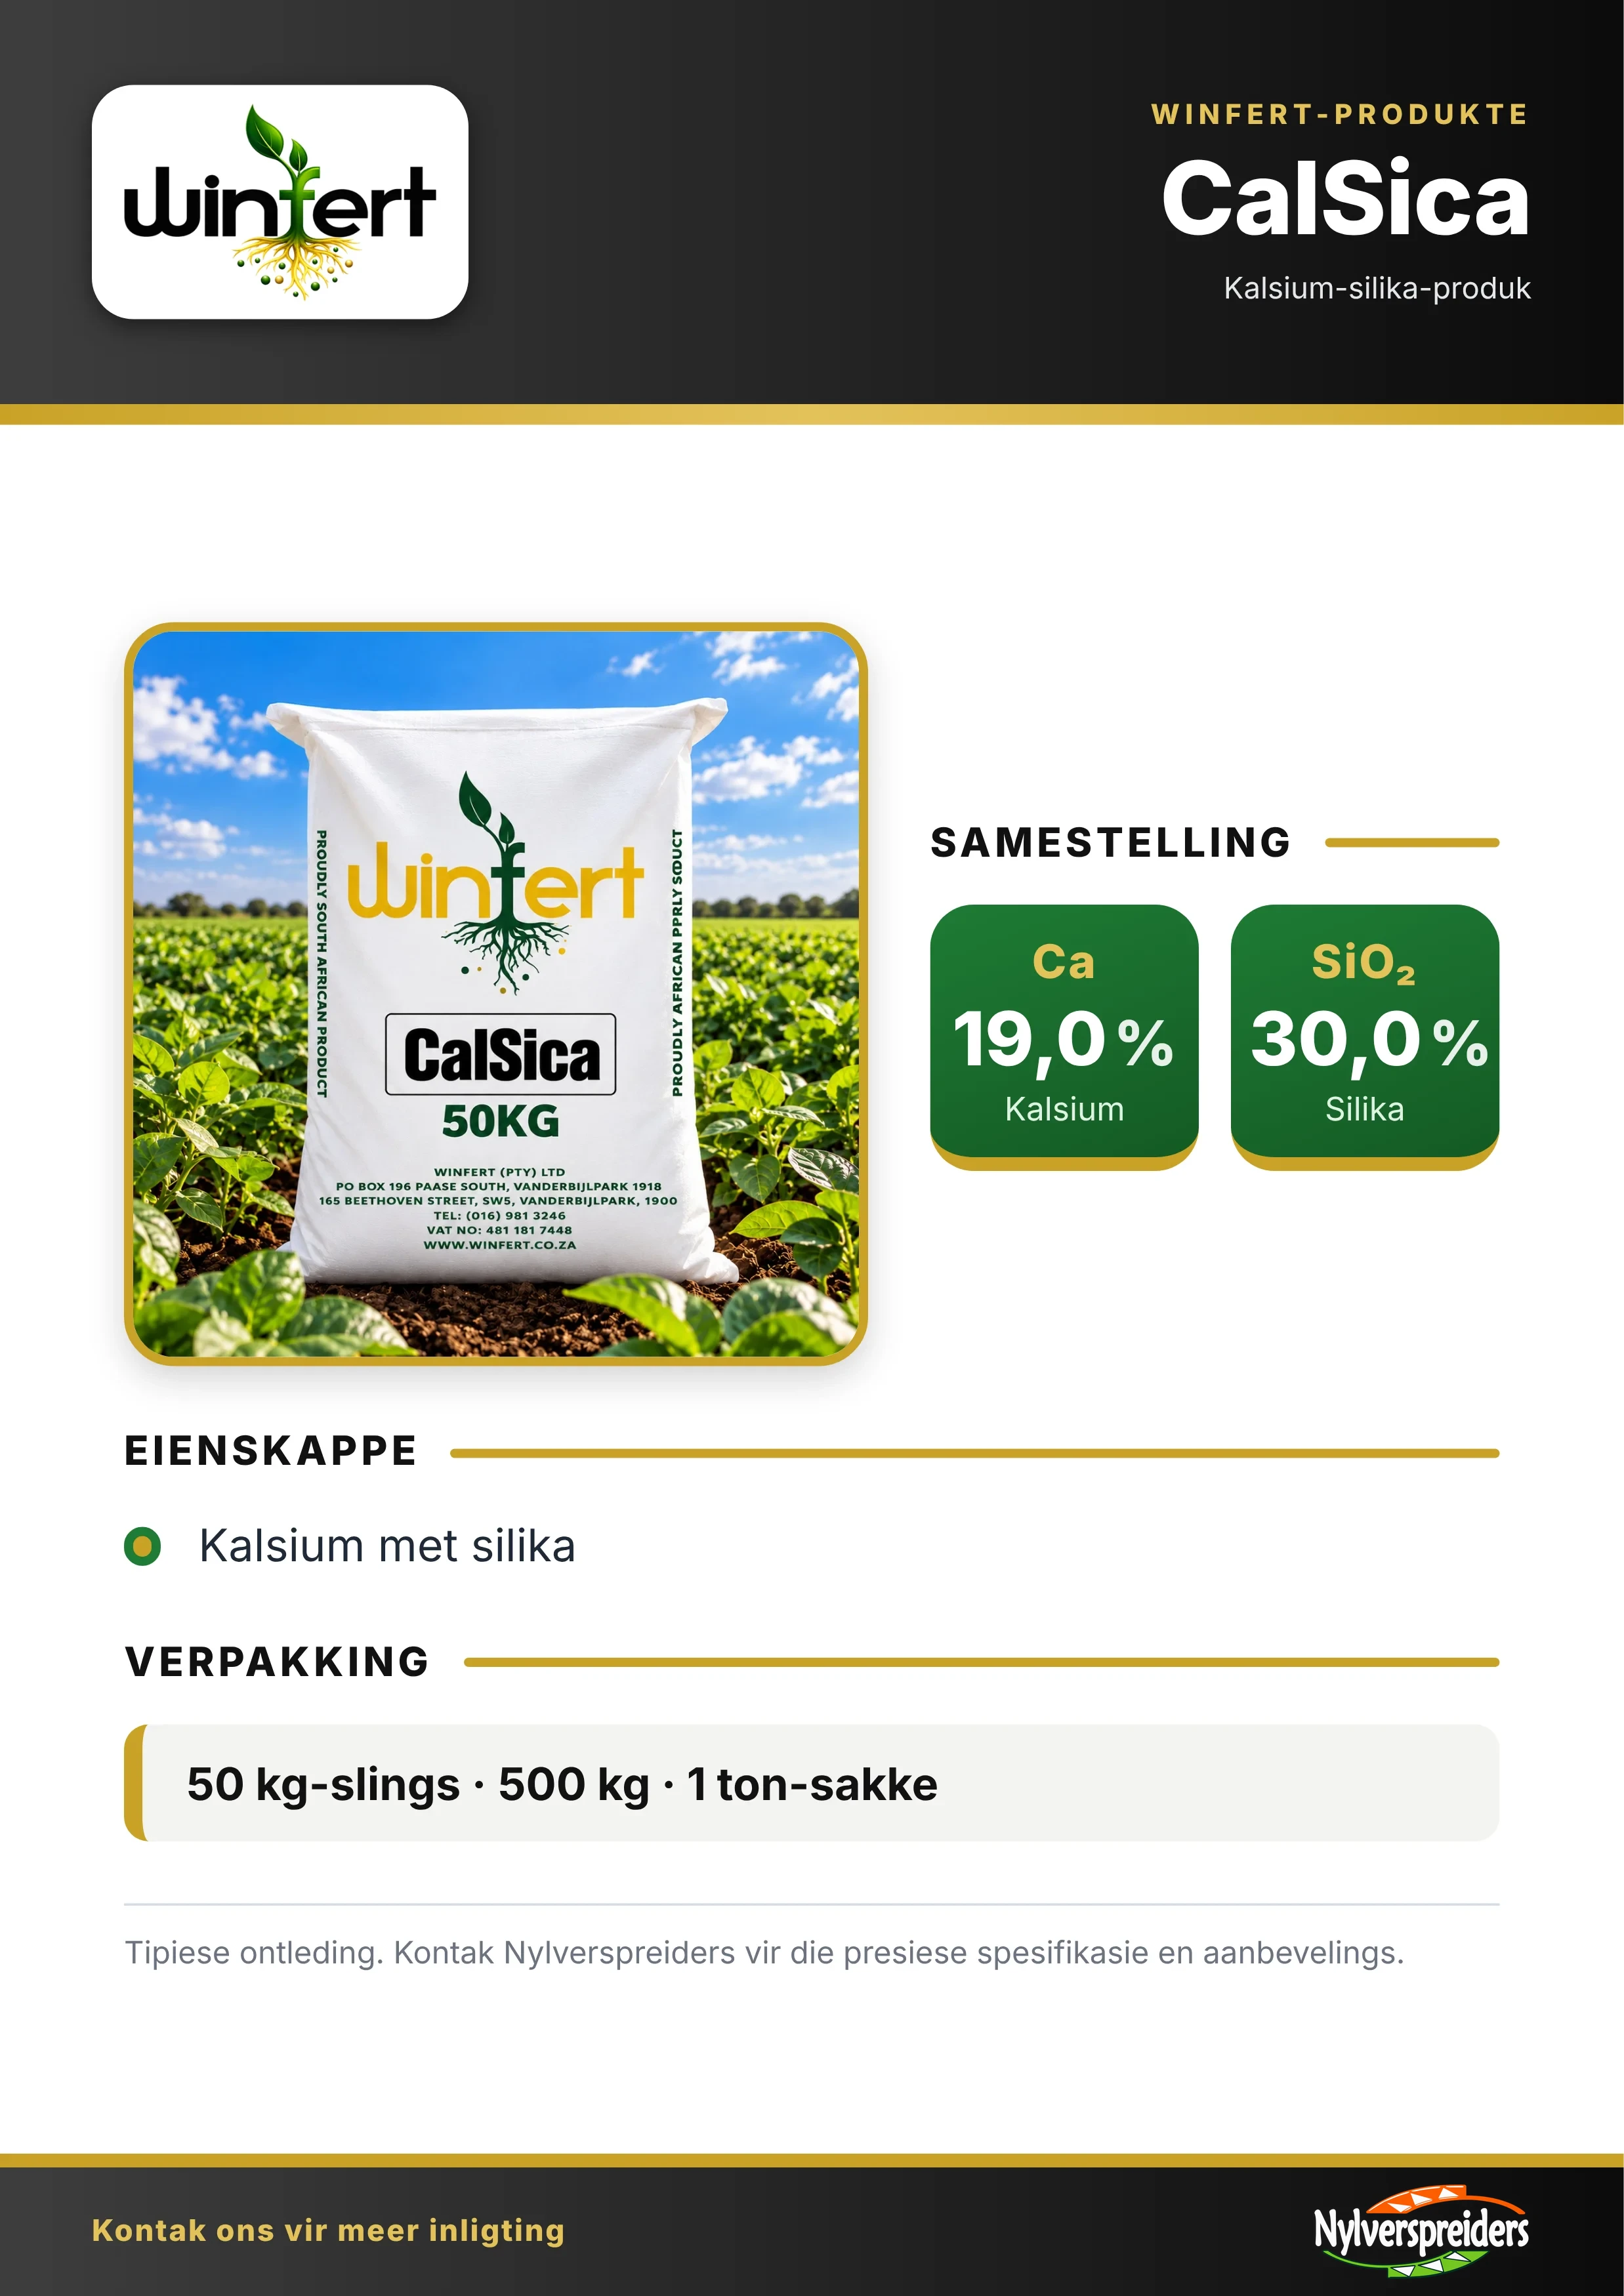 winfert
WINFERT-PRODUKTE
CalSica
Kalsium-silika-produk
PROUDLY SOUTH AFRICAN PRODUCT
winfert
CalSica
50KG
WINFERT (PTY) LTD
PO BOX 196 PAASE SOUTH, VANDERBIJLPARK 1918
165 BEETHOVEN STREET, SW5, VANDERBIJLPARK, 1900
TEL: (016) 981 3246
VAT NO: 481 181 7448
WWW.WINFERT.CO.ZA
PROUDLY AFRICAN PPRLY
SAMESTELLING
Ca
19,0 %
Kalsium
SiO₂
30,0 %
Silika
EIENSKAPPE
Kalsium met silika
VERPAKKING
50 kg-slings · 500 kg · 1 ton-sakke
Tipiese ontleding. Kontak Nylverspreiders vir die presiese spesifikasie en aanbevelings.
Kontak ons vir meer inligting
Nylverspreiders